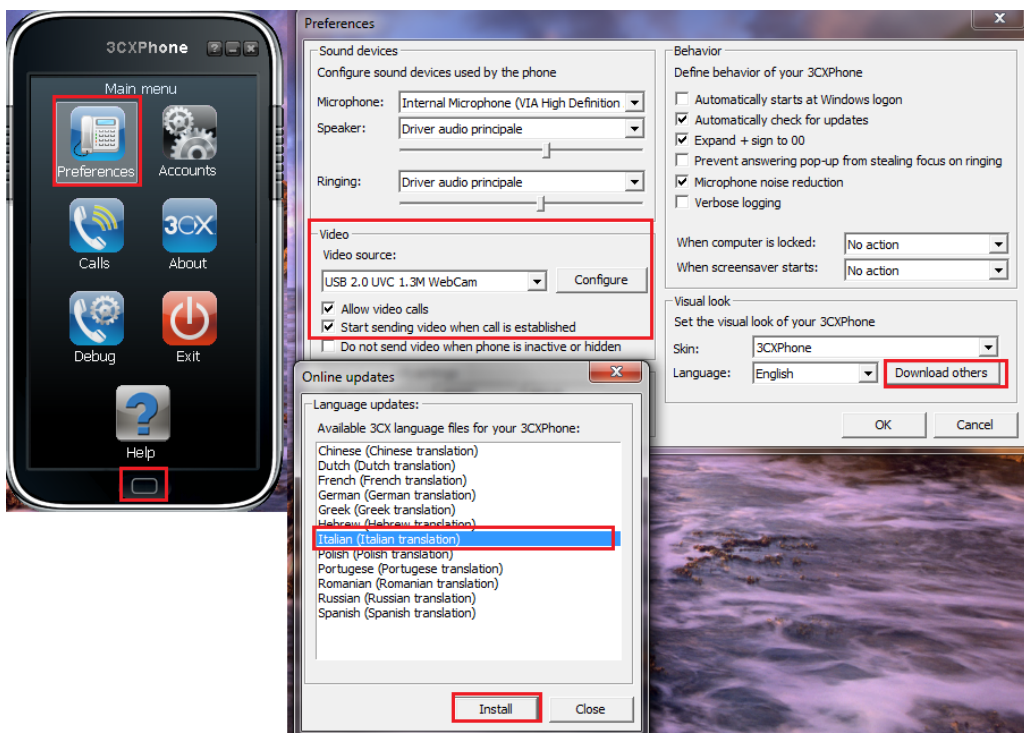 3CXPhone
Main menu
Preferences
Accounts
Calls
3CX
About
Debug
Exit
Help
Preferences
Sound devices
Configure sound devices used by the phone
Microphone:
Internal Microphone (VIA High Definition
Speaker:
Driver audio principale
Ringing:
Driver audio principale
Video
Video source:
USB 2.0 UVC 1.3M WebCam
Configure
Allow video calls
Start sending video when call is established
Do not send video when phone is inactive or hidden
Behavior
Define behavior of your 3CXPhone
Automatically starts at Windows logon
Automatically check for updates
Expand + sign to 00
Prevent answering pop-up from stealing focus on ringing
Microphone noise reduction
Verbose logging
When computer is locked:
No action
When screensaver starts:
No action
Visual look
Set the visual look of your 3CXPhone
Skin:
3CXPhone
Language:
English
Download others
OK
Cancel
Online updates
Language updates:
Available 3CX language files for your 3CXPhone:
Chinese (Chinese translation)
Dutch (Dutch translation)
French (French translation)
German (German translation)
Greek (Greek translation)
Hebrew (Hebrew translation)
Italian (Italian translation)
Polish (Polish translation)
Portugese (Portugese translation)
Romanian (Romanian translation)
Russian (Russian translation)
Spanish (Spanish translation)
Install
Close